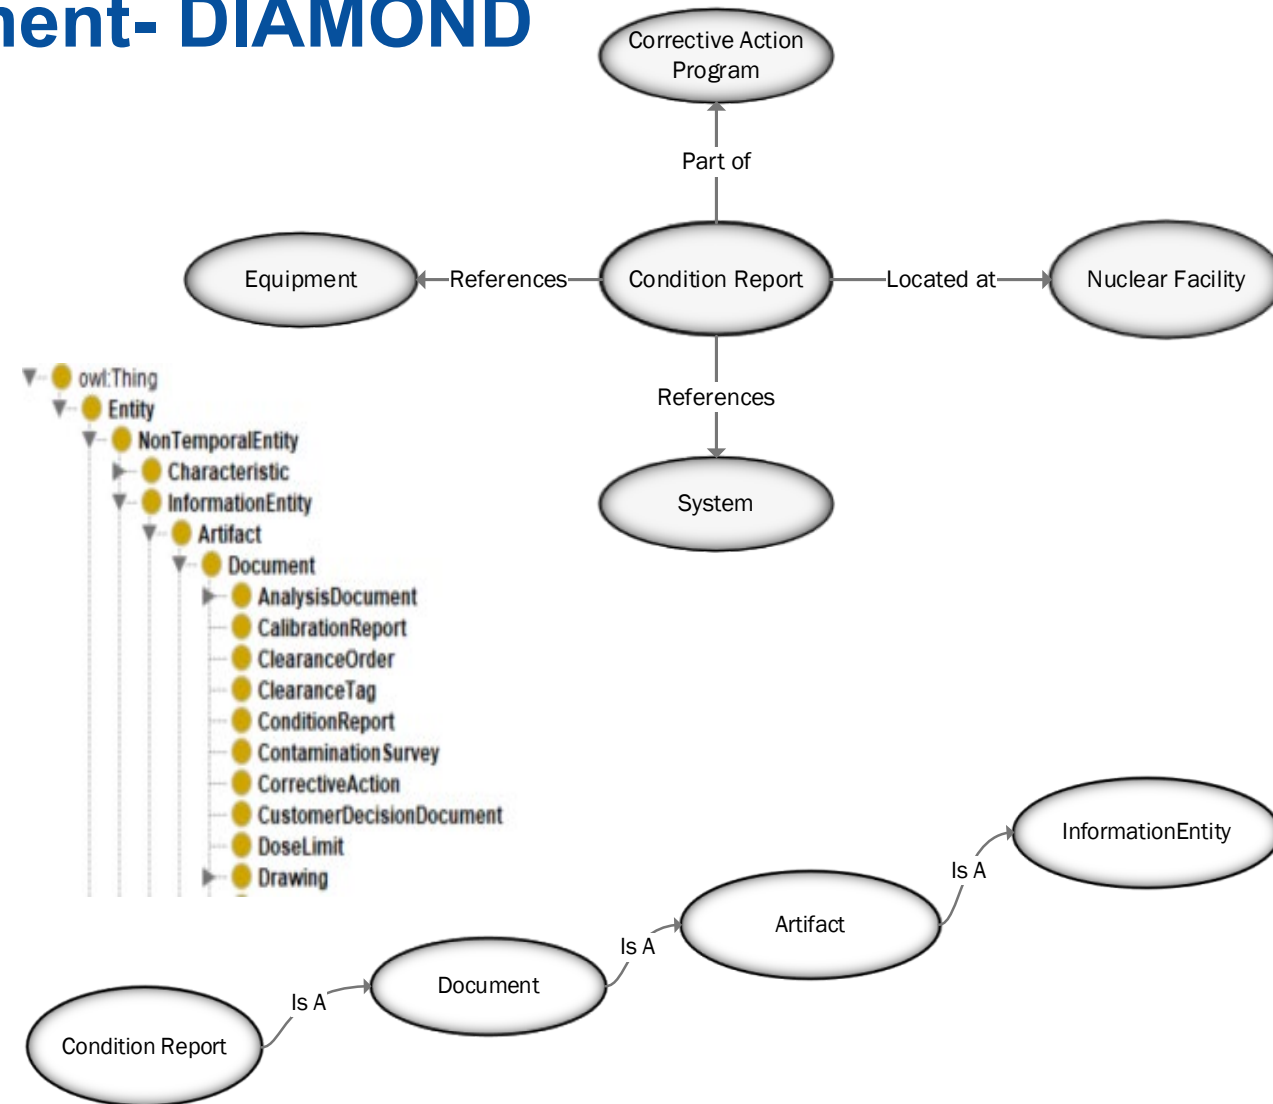 ment- DIAMOND
Corrective Action
Program
Part of
Equipment
References
Condition Report
Located at
Nuclear Facility
References
System
owl:Thing
Entity
NonTemporalEntity
Characteristic
InformationEntity
Artifact
Document
AnalysisDocument
CalibrationReport
ClearanceOrder
ClearanceTag
ConditionReport
ContaminationSurvey
CorrectiveAction
CustomerDecisionDocument
DoseLimit
Drawing
InformationEntity
Is A
Artifact
Is A
Document
Is A
Condition Report